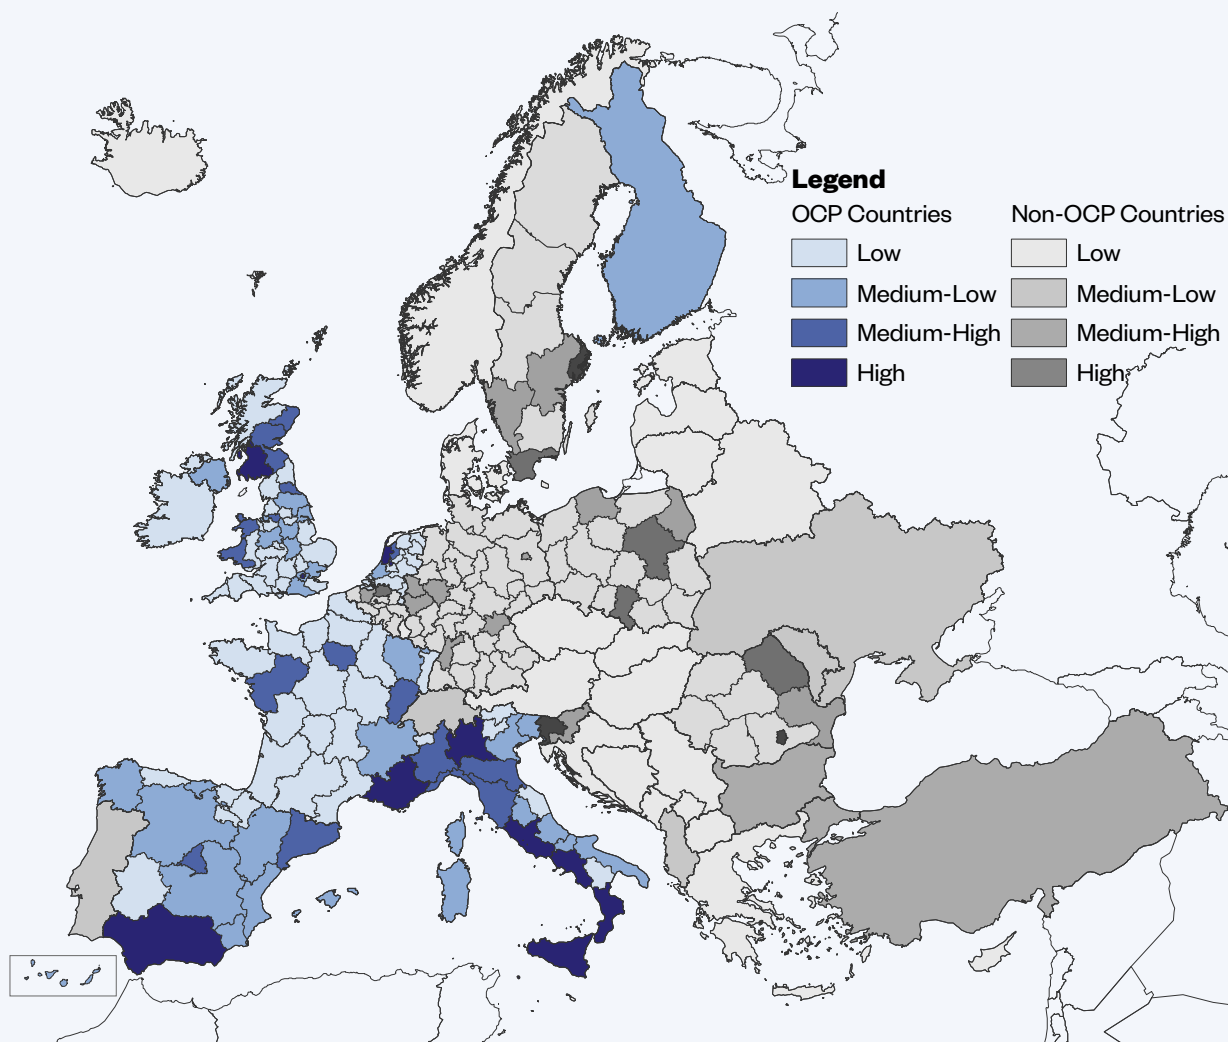 Legend
OCP Countries Non-OCP Countries
Low Low
Medium-Low Medium-Low
Medium-High Medium-High
High High